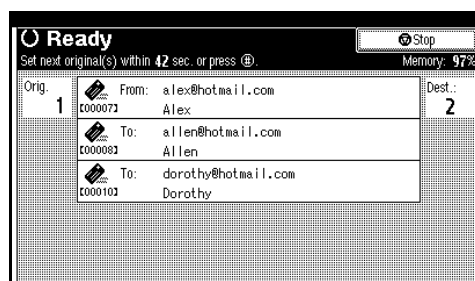 Ready
Stop
Set next original(s) within 42 sec. or press #.
Memory: 97%
Orig.
1
From: alex@hotmail.com
[00007] Alex
To: allen@hotmail.com
[00008] Allen
To: dorothy@hotmail.com
[00010] Dorothy
Dest.:
2